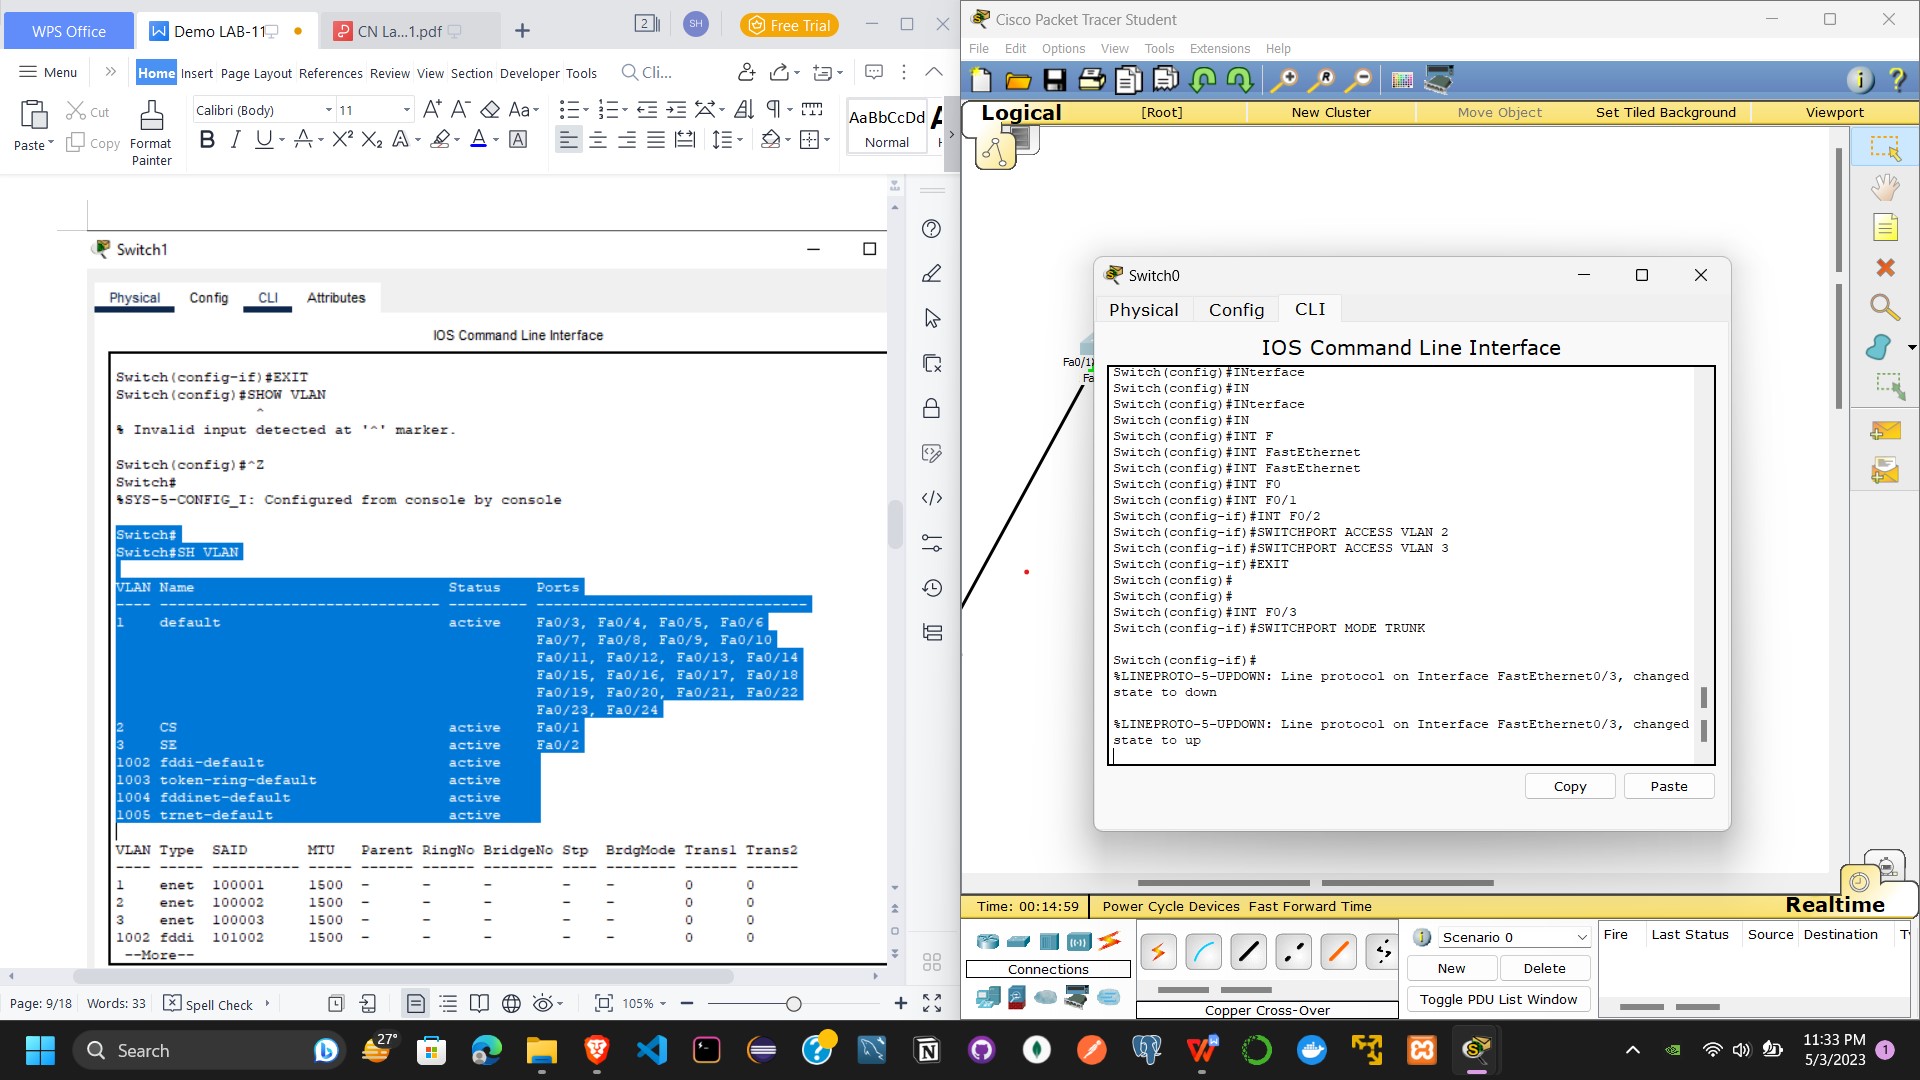 WPS Office
Demo LAB-11
CN La...1.pdf
2
SH
Free Trial
Menu
Home
Insert
Page Layout
References
Review
View
Section
Developer
Tools
Cli...
Paste
Cut
Copy
Format
Painter
Calibri (Body)
11
AaBbCcDd
Normal
Switch1
Physical Config CLI Attributes
IOS Command Line Interface
Switch(config-if)#EXIT
Switch(config)#SHOW VLAN
^
% Invalid input detected at '^' marker.
Switch(config)#^Z
Switch#
%SYS-5-CONFIG_I: Configured from console by console
Switch#
Switch#SH VLAN
VLAN Name Status Ports
---- -------------------------------- --------- -------------------------------
1 default active Fa0/3, Fa0/4, Fa0/5, Fa0/6
Fa0/7, Fa0/8, Fa0/9, Fa0/10
Fa0/11, Fa0/12, Fa0/13, Fa0/14
Fa0/15, Fa0/16, Fa0/17, Fa0/18
Fa0/19, Fa0/20, Fa0/21, Fa0/22
Fa0/23, Fa0/24
2 CS active Fa0/1
3 SE active Fa0/2
1002 fddi-default active
1003 token-ring-default active
1004 fddinet-default active
1005 trnet-default active
VLAN Type SAID MTU Parent RingNo BridgeNo Stp BrdgMode Trans1 Trans2
---- ----- ---------- ----- ------ ------ -------- ---- -------- ------ ------
1 enet 100001 1500 - - - - - 0 0
2 enet 100002 1500 - - - - - 0 0
3 enet 100003 1500 - - - - - 0 0
1002 fddi 101002 1500 - - - - - 0 0
--More--
Page: 9/18 Words: 33 Spell Check 105%
Cisco Packet Tracer Student
File Edit Options View Tools Extensions Help
Logical [Root] New Cluster Move Object Set Tiled Background Viewport
Fa0/1
Fa
Switch0
Physical Config CLI
IOS Command Line Interface
Switch(config)#INterface
Switch(config)#IN
Switch(config)#INterface
Switch(config)#IN
Switch(config)#INT F
Switch(config)#INT FastEthernet
Switch(config)#INT FastEthernet
Switch(config)#INT F0
Switch(config)#INT F0/1
Switch(config-if)#INT F0/2
Switch(config-if)#SWITCHPORT ACCESS VLAN 2
Switch(config-if)#SWITCHPORT ACCESS VLAN 3
Switch(config-if)#EXIT
Switch(config)#
Switch(config)#
Switch(config)#INT F0/3
Switch(config-if)#SWITCHPORT MODE TRUNK
Switch(config-if)#
%LINEPROTO-5-UPDOWN: Line protocol on Interface FastEthernet0/3, changed
state to down
%LINEPROTO-5-UPDOWN: Line protocol on Interface FastEthernet0/3, changed
state to up
Copy Paste
Time: 00:14:59 Power Cycle Devices Fast Forward Time Realtime
Connections
Copper Cross-Over
Scenario 0
New Delete
Toggle PDU List Window
Fire Last Status Source Destination
Search
27°
11:33 PM
5/3/2023
1